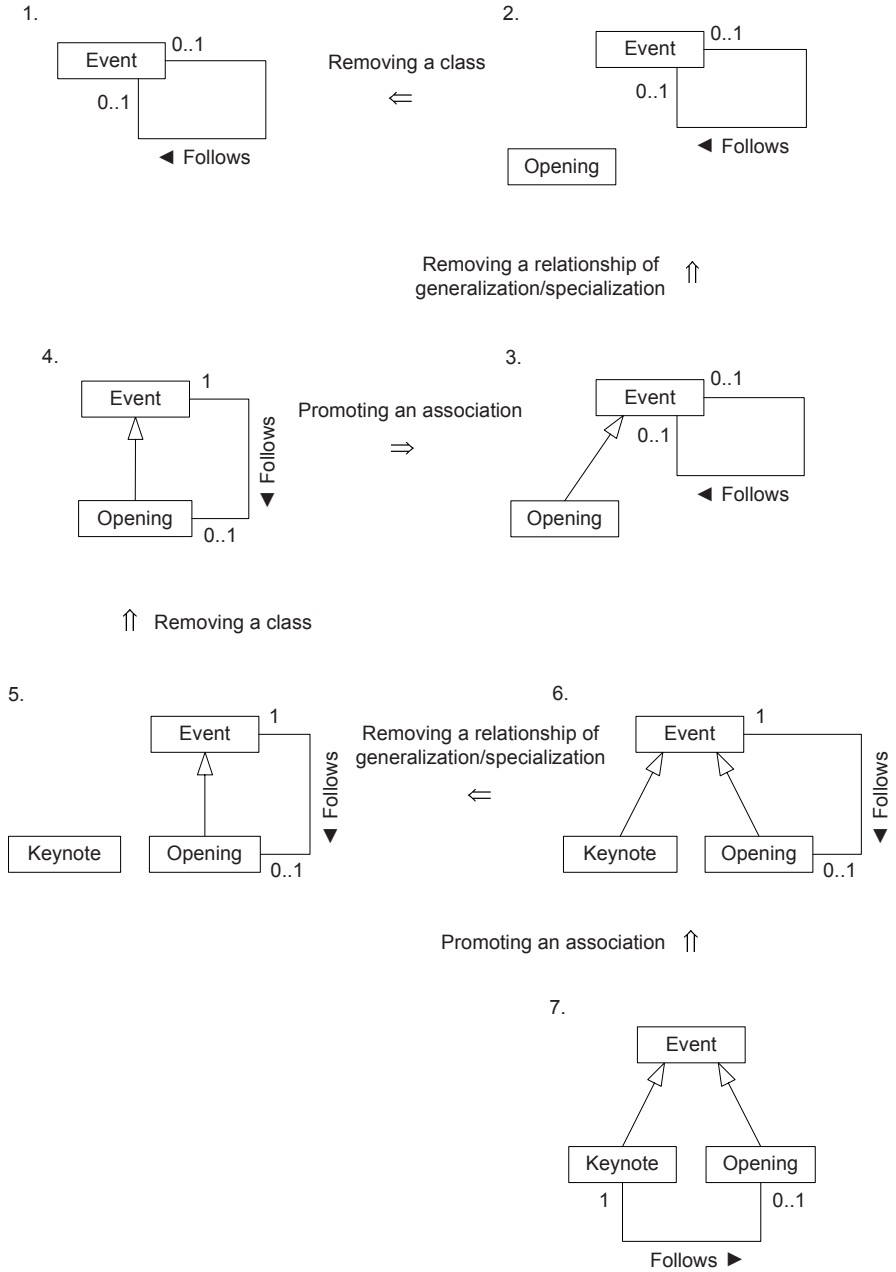 1.
Event
0..1
0..1
◄ Follows
Removing a class
⇐
2.
Event
0..1
0..1
◄ Follows
Opening
Removing a relationship of
generalization/specialization
⇑
4.
Event
1
▼ Follows
Opening
0..1
Promoting an association
⇒
3.
Event
0..1
0..1
◄ Follows
Opening
⇑ Removing a class
5.
Event
1
▼ Follows
Keynote
Opening
0..1
Removing a relationship of
generalization/specialization
⇐
6.
Event
1
▼ Follows
Keynote
Opening
0..1
Promoting an association ⇑
7.
Event
Keynote
Opening
1
0..1
Follows ►